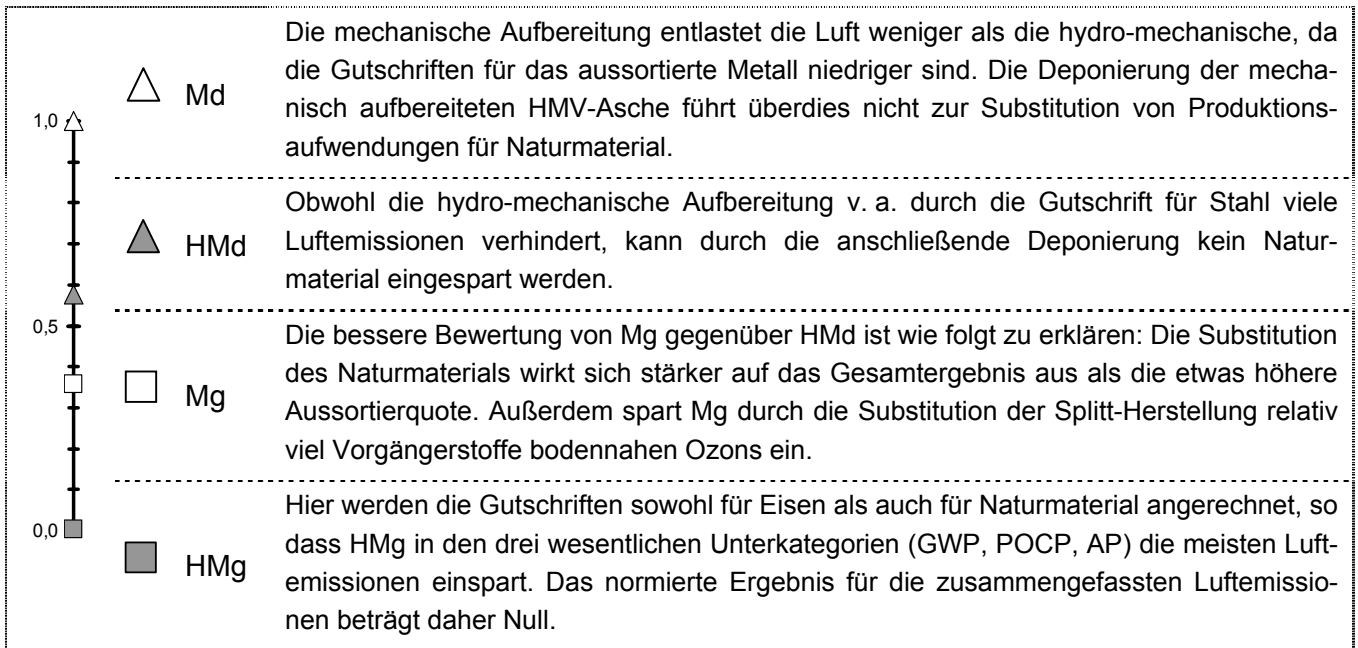 Die mechanische Aufbereitung entlastet die Luft weniger als die hydro-mechanische, da
die Gutschriften für das aussortierte Metall niedriger sind. Die Deponierung der mecha-
Md
nisch aufbereiteten HMV-Asche führt überdies nicht zur Substitution von Produktions-
1,0
aufwendungen für Naturmaterial.
Obwohl die hydro-mechanische Aufbereitung v. a. durch die Gutschrift für Stahl viele
HMd
Luftemissionen verhindert, kann durch die anschließende Deponierung kein Natur-
material eingespart werden.
0,5
Die bessere Bewertung von Mg gegenüber HMd ist wie folgt zu erklären: Die Substitution
des Naturmaterials wirkt sich stärker auf das Gesamtergebnis aus als die etwas höhere
Mg
Aussortierquote. Außerdem spart Mg durch die Substitution der Splitt-Herstellung relativ
viel Vorgängerstoffe bodennahen Ozons ein.
Hier werden die Gutschriften sowohl für Eisen als auch für Naturmaterial angerechnet, so
0,0
dass HMg in den drei wesentlichen Unterkategorien (GWP, POCP, AP) die meisten Luft-
HMg
emissionen einspart. Das normierte Ergebnis für die zusammengefassten Luftemissio-
nen beträgt daher Null.